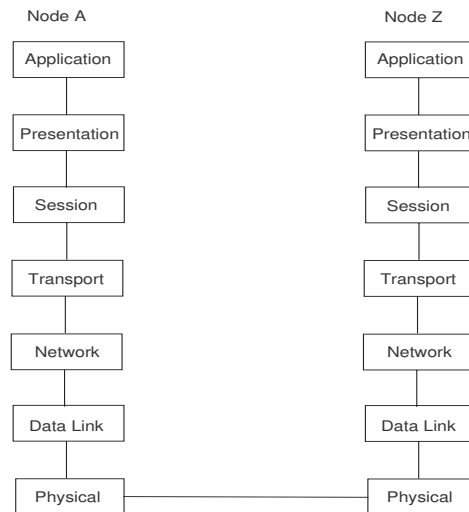 Node A
Node Z
Application
Application
Presentation
Presentation
Session
Session
Transport
Transport
Network
Network
Data Link
Data Link
Physical
Physical